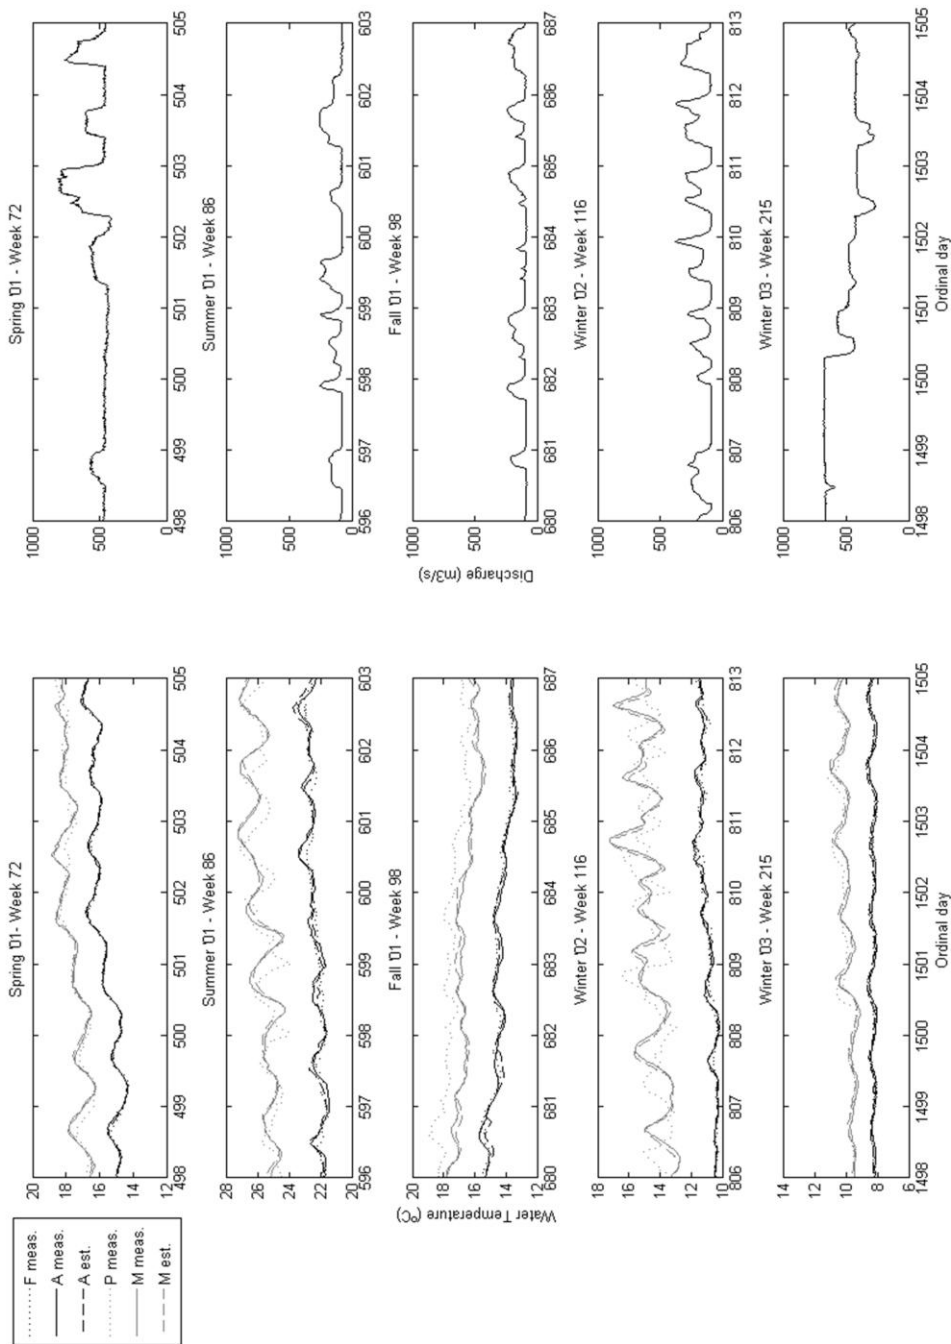 F meas.
A meas.
A est.
P meas.
M meas.
M est.
Spring '01- Week 72
20
18
16
14
12
498 499 500 501 502 503 504 505
Summer '01 - Week 86
28
26
24
22
20
596 597 598 599 600 601 602 603
Fall '01 - Week 98
20
18
16
14
12
680 681 682 683 684 685 686 687
Water Temperature (ºC)
Winter '02 - Week 116
18
16
14
12
10
806 807 808 809 810 811 812 813
Winter '03 - Week 215
14
12
10
8
6
1498 1499 1500 1501 1502 1503 1504 1505
Ordinal day
Spring '01 - Week 72
1000
500
0
498 499 500 501 502 503 504 505
Summer '01 - Week 86
1000
500
0
596 597 598 599 600 601 602 603
Fall '01 - Week 98
1000
500
0
680 681 682 683 684 685 686 687
Discharge (m3/s)
Winter '02 - Week 116
1000
500
0
806 807 808 809 810 811 812 813
Winter '03 - Week 215
1000
500
0
1498 1499 1500 1501 1502 1503 1504 1505
Ordinal day